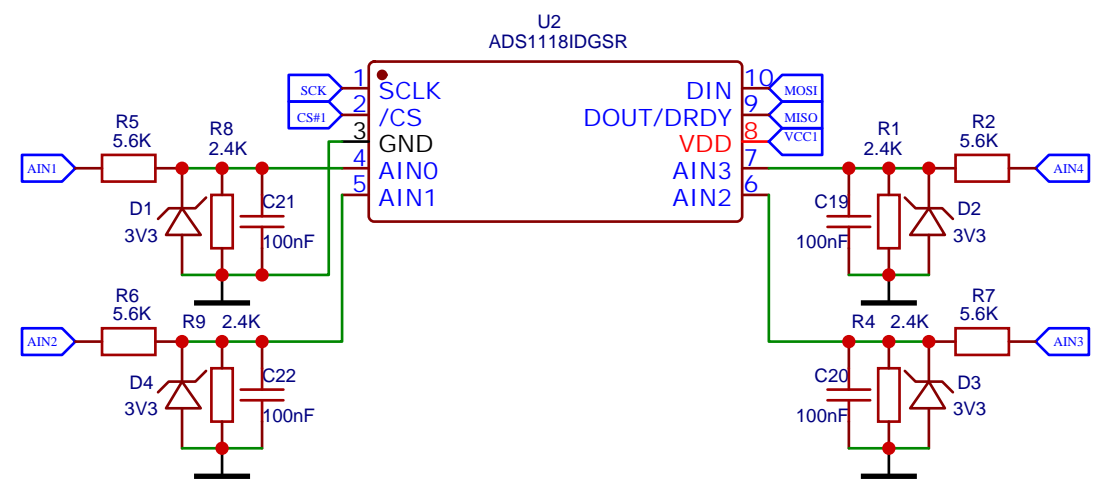 U2
ADS1118IDGSR
SCK
1
SCLK
CS#1
2
/CS
3
GND
4
AIN0
5
AIN1
DIN
10
MOSI
DOUT/DRDY
9
MISO
VDD
8
VCC1
AIN3
7
AIN2
6
R5
5.6K
R8
2.4K
AIN1
D1
3V3
C21
100nF
R1
2.4K
R2
5.6K
AIN4
C19
100nF
D2
3V3
R6
5.6K
R9 2.4K
AIN2
D4
3V3
C22
100nF
R7
5.6K
R4 2.4K
AIN3
C20
100nF
D3
3V3